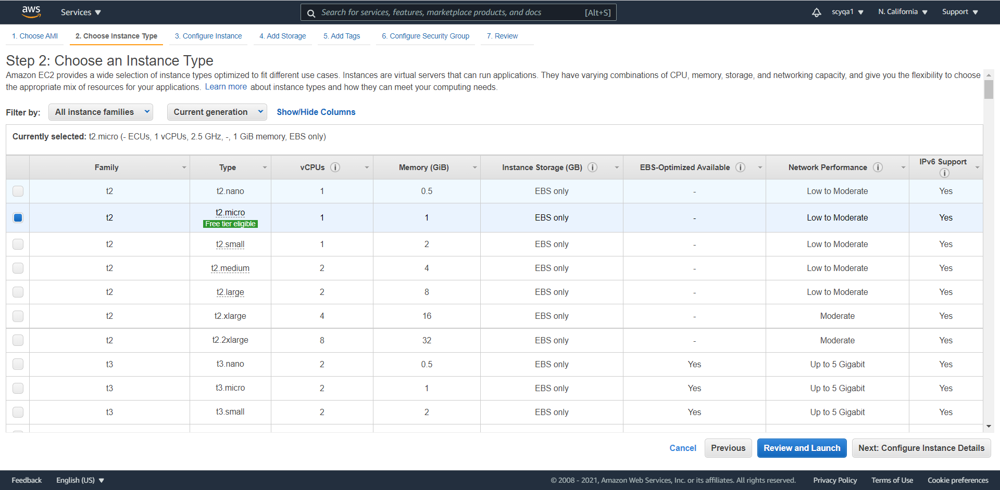 aws Services Search for services, features, marketplace products, and docs [Alt+S] scyqa1 N. California Support
1. Choose AMI 2. Choose Instance Type 3. Configure Instance 4. Add Storage 5. Add Tags 6. Configure Security Group 7. Review
Step 2: Choose an Instance Type
Amazon EC2 provides a wide selection of instance types optimized to fit different use cases. Instances are virtual servers that can run applications. They have varying combinations of CPU, memory, storage, and networking capacity, and give you the flexibility to choose
the appropriate mix of resources for your applications. Learn more about instance types and how they can meet your computing needs.
Filter by: All instance families Current generation Show/Hide Columns
Currently selected: t2.micro (- ECUs, 1 vCPUs, 2.5 GHz, -, 1 GiB memory, EBS only)
Family Type vCPUs Memory (GiB) Instance Storage (GB) EBS-Optimized Available Network Performance IPv6 Support
t2 t2.nano 1 0.5 EBS only - Low to Moderate Yes
t2 t2.micro 1 1 EBS only - Low to Moderate Yes
Free tier eligible
t2 t2.small 1 2 EBS only - Low to Moderate Yes
t2 t2.medium 2 4 EBS only - Low to Moderate Yes
t2 t2.large 2 8 EBS only - Low to Moderate Yes
t2 t2.xlarge 4 16 EBS only - Moderate Yes
t2 t2.2xlarge 8 32 EBS only - Moderate Yes
t3 t3.nano 2 0.5 EBS only Yes Up to 5 Gigabit Yes
t3 t3.micro 2 1 EBS only Yes Up to 5 Gigabit Yes
t3 t3.small 2 2 EBS only Yes Up to 5 Gigabit Yes
Cancel Previous Review and Launch Next: Configure Instance Details
Feedback English (US) © 2008 - 2021, Amazon Web Services, Inc. or its affiliates. All rights reserved. Privacy Policy Terms of Use Cookie preferences